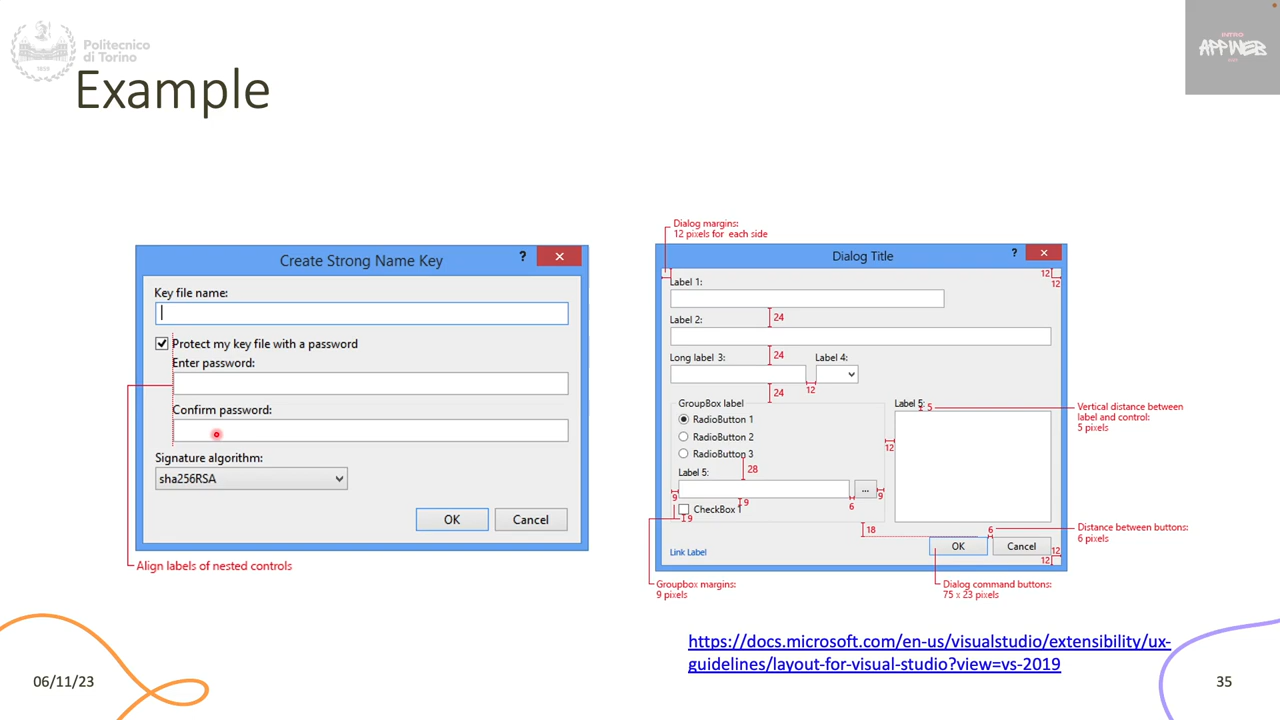 Politecnico
di Torino
INTRO
APPWEB
Example
Create Strong Name Key
?
Key file name:
Protect my key file with a password
Enter password:
Confirm password:
Signature algorithm:
sha256RSA
OK
Cancel
Align labels of nested controls
Dialog margins:
12 pixels for each side
Dialog Title
?
12
12
Label 1:
24
Label 2:
24
Long label 3:
Label 4:
12
24
GroupBox label
RadioButton 1
RadioButton 2
RadioButton 3
28
Label 5:
...
9
9
6
9
CheckBox 1
9
Label 5:
5
12
Vertical distance between
label and control:
5 pixels
18
6
Distance between buttons:
6 pixels
Link Label
OK
Cancel
12
12
Groupbox margins:
9 pixels
Dialog command buttons:
75 x 23 pixels
https://docs.microsoft.com/en-us/visualstudio/extensibility/ux-
guidelines/layout-for-visual-studio?view=vs-2019
06/11/23
35